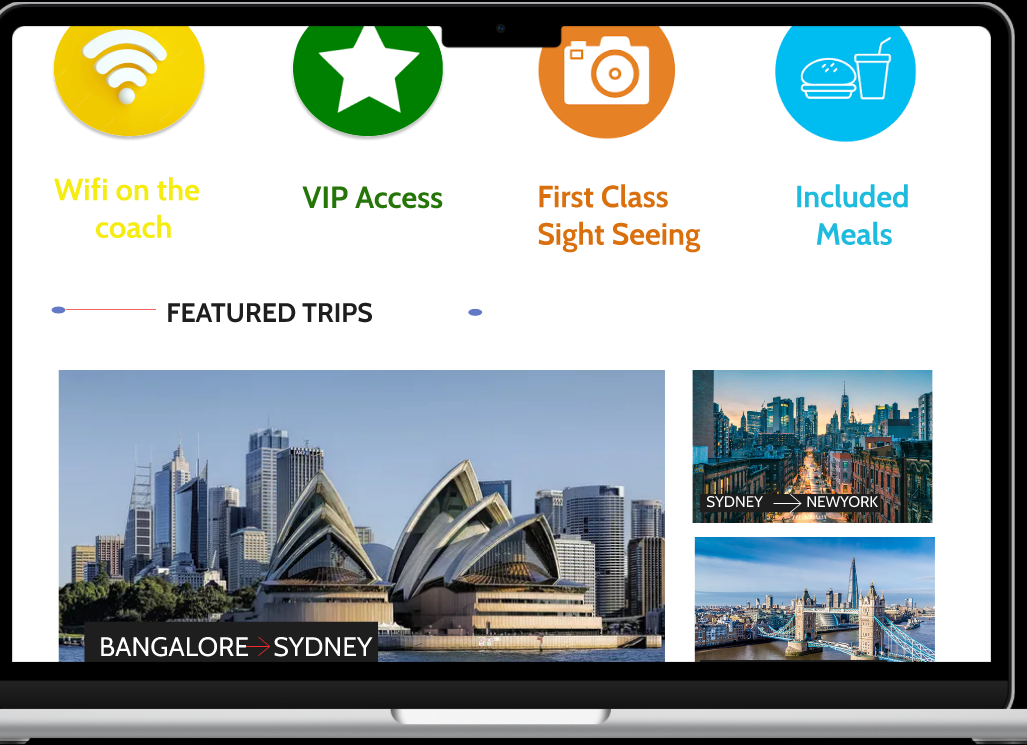 Wifi on the
coach
VIP Access
First Class
Sight Seeing
Included
Meals
FEATURED TRIPS
SYDNEY → NEWYORK
BANGALORE→SYDNEY